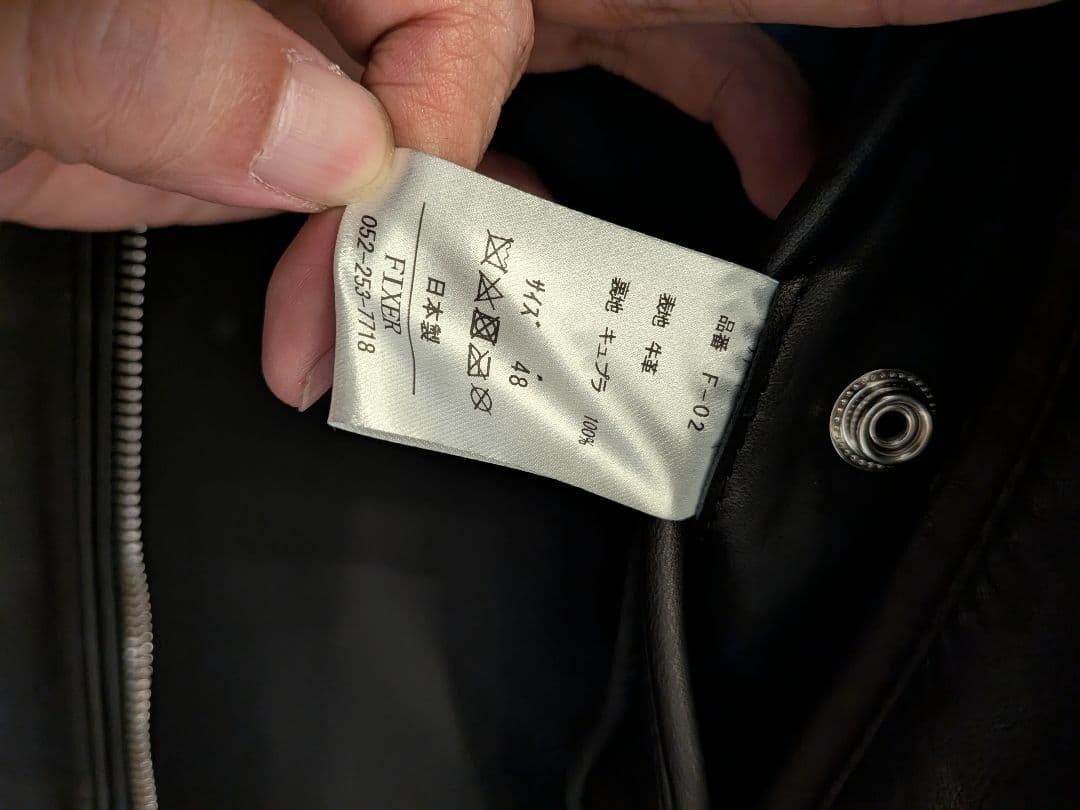 品番 F-02
表地 牛革
裏地 キュプラ 100%
サイズ 48
日本製
FIXER
052-253-7718